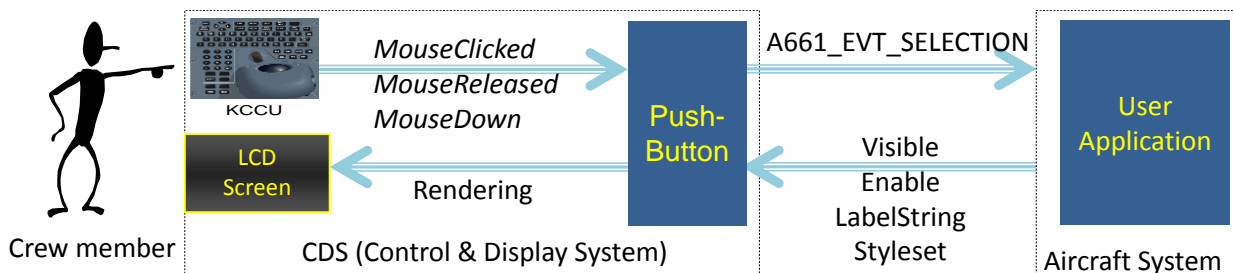 Crew member
KCCU
LCD
Screen
MouseClicked
MouseReleased
MouseDown
Rendering
Push-
Button
CDS (Control & Display System)
A661_EVT_SELECTION
Visible
Enable
LabelString
Styleset
User
Application
Aircraft System